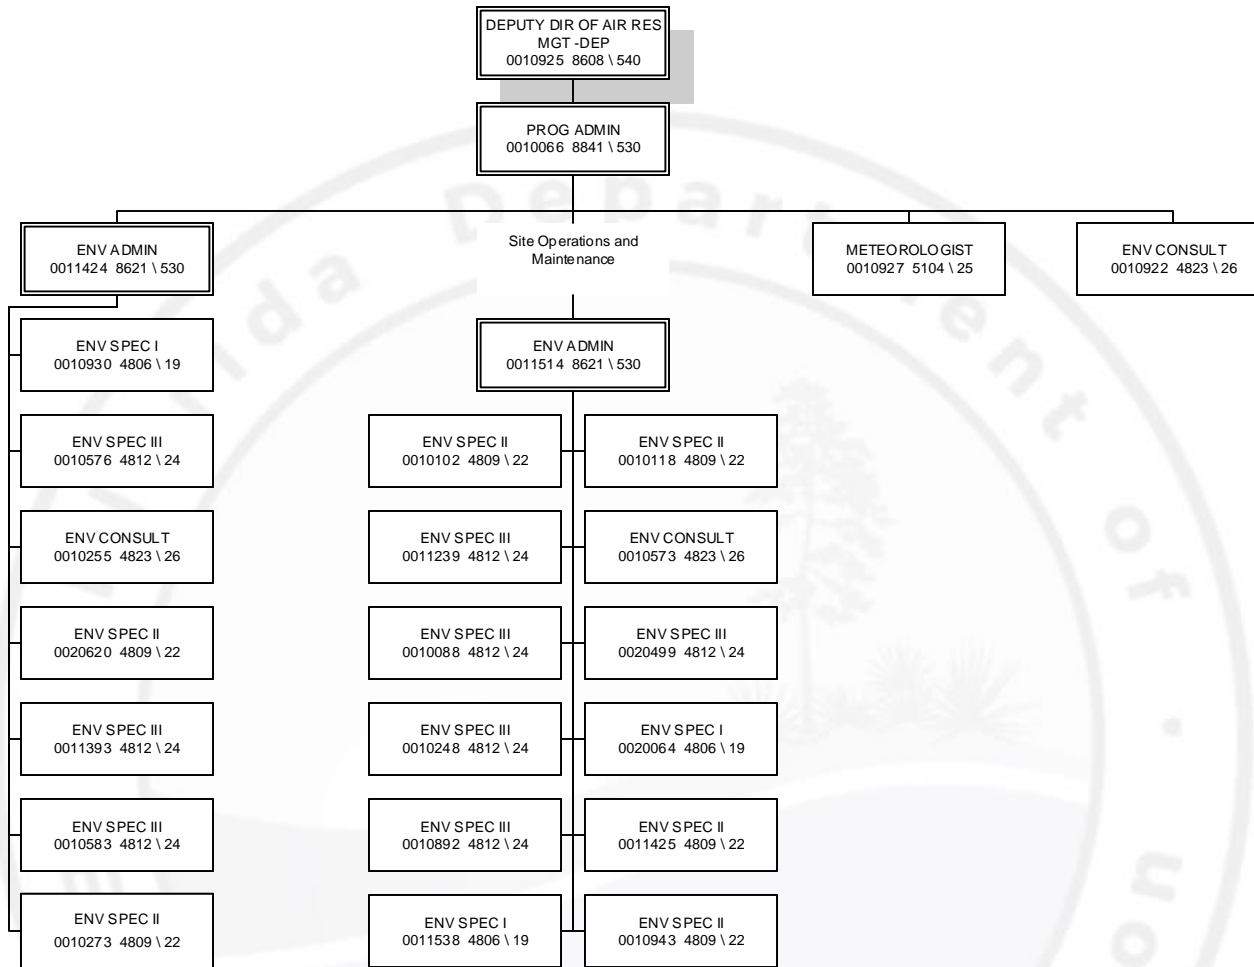 DEPUTY DIR OF AIR RES
MGT -DEP
0010925 8608 \ 540
PROG ADMIN
0010066 8841 \ 530
ENV ADMIN
0011424 8621 \ 530
Site Operations and
Maintenance
METEOROLOGIST
0010927 5104 \ 25
ENV CONSULT
0010922 4823 \ 26
ENV SPEC I
0010930 4806 \ 19
ENV SPEC III
0010576 4812 \ 24
ENV CONSULT
0010255 4823 \ 26
ENV SPEC II
0020620 4809 \ 22
ENV SPEC III
0011393 4812 \ 24
ENV SPEC III
0010583 4812 \ 24
ENV SPEC II
0010273 4809 \ 22
ENV ADMIN
0011514 8621 \ 530
ENV SPEC II
0010102 4809 \ 22
ENV SPEC II
0010118 4809 \ 22
ENV SPEC III
0011239 4812 \ 24
ENV CONSULT
0010573 4823 \ 26
ENV SPEC III
0010088 4812 \ 24
ENV SPEC III
0020499 4812 \ 24
ENV SPEC III
0010248 4812 \ 24
ENV SPEC I
0020064 4806 \ 19
ENV SPEC III
0010892 4812 \ 24
ENV SPEC II
0011425 4809 \ 22
ENV SPEC I
0011538 4806 \ 19
ENV SPEC II
0010943 4809 \ 22
Department of